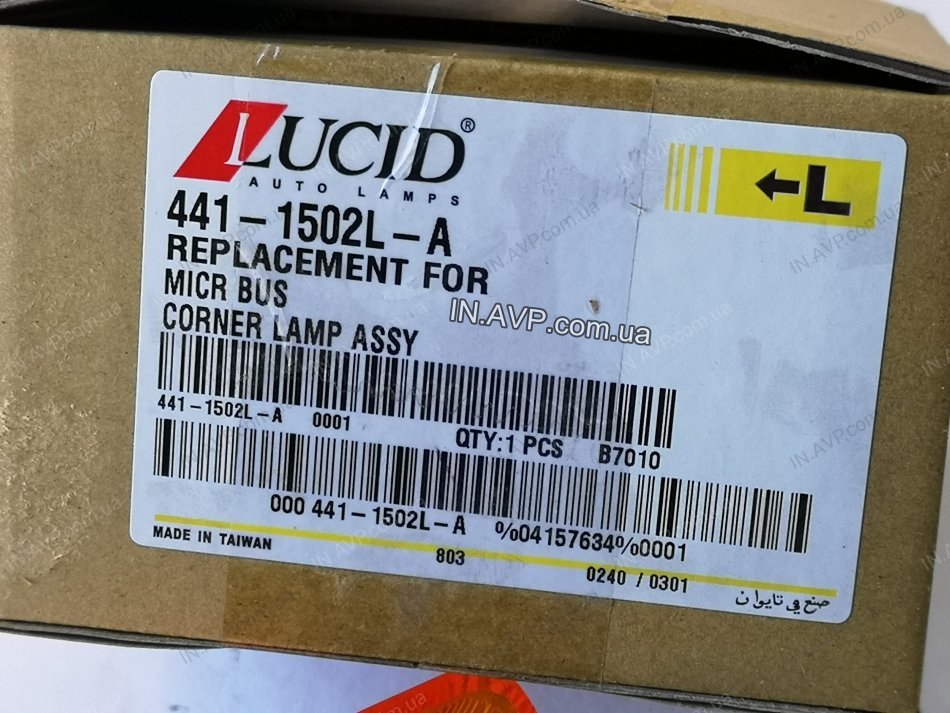 LUCID®
AUTO LAMPS
L
441-1502L-A
REPLACEMENT FOR
MICR BUS
CORNER LAMP ASSY
IN.AVP.com.ua
441-1502L-A 0001 QTY:1 PCS B7010
000 441-1502L-A %04157634%0001
MADE IN TAIWAN 803 0240 / 0301 صنع في تايوان